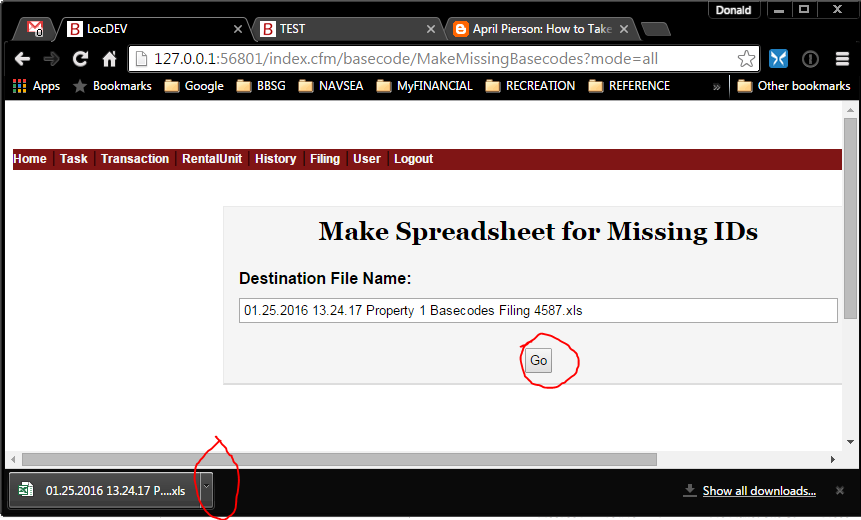 Donald
0 LocDEV TEST April Pierson: How to Take
127.0.0.1:56801/index.cfm/basecode/MakeMissingBasecodes?mode=all
Apps Bookmarks Google BBSG NAVSEA MyFINANCIAL RECREATION REFERENCE » Other bookmarks
Home Task Transaction RentalUnit History Filing User Logout
Make Spreadsheet for Missing IDs
Destination File Name:
01.25.2016 13.24.17 Property 1 Basecodes Filing 4587.xls
Go
01.25.2016 13.24.17 P....xls Show all downloads...